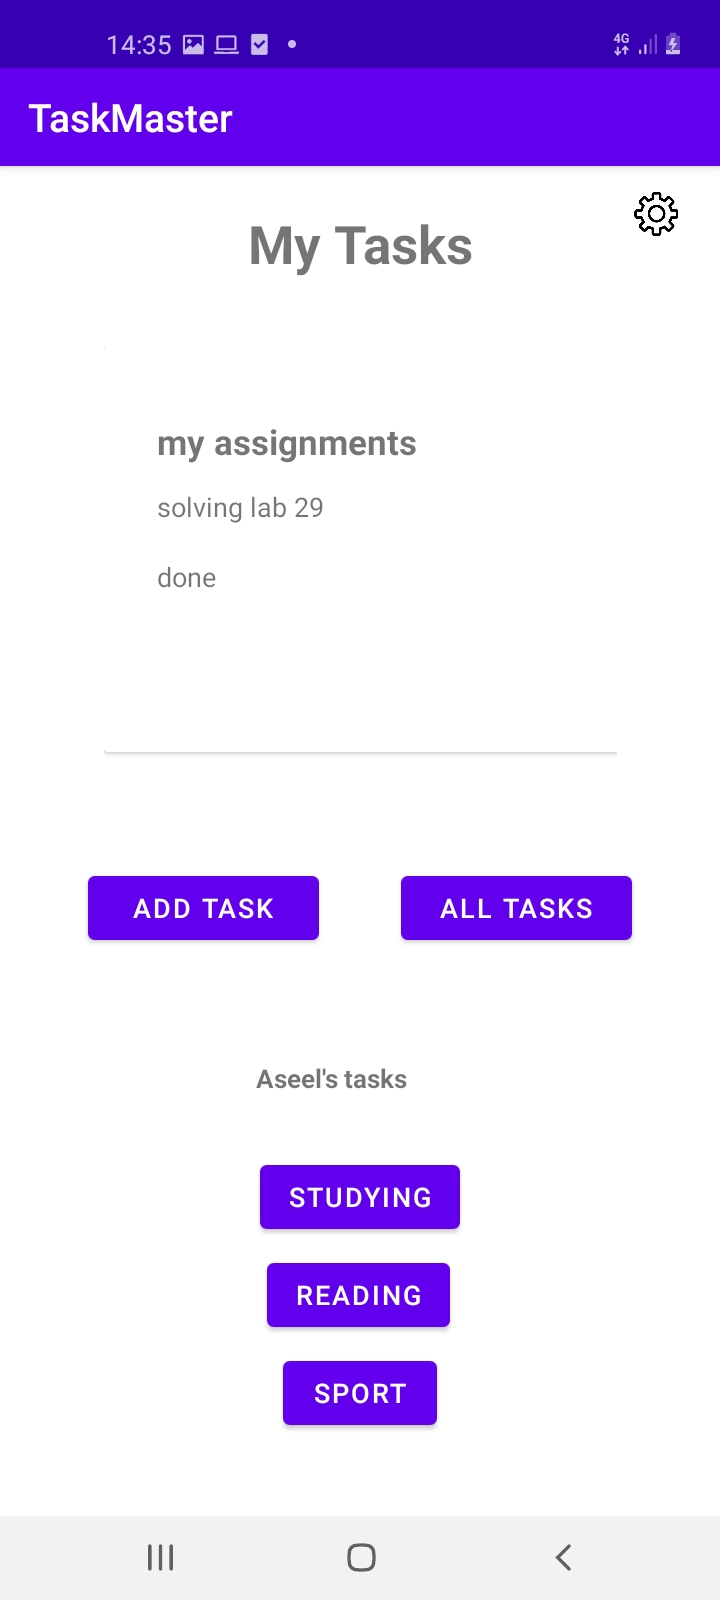 14:35
4G
TaskMaster
My Tasks
my assignments
solving lab 29
done
ADD TASK
ALL TASKS
Aseel's tasks
STUDYING
READING
SPORT